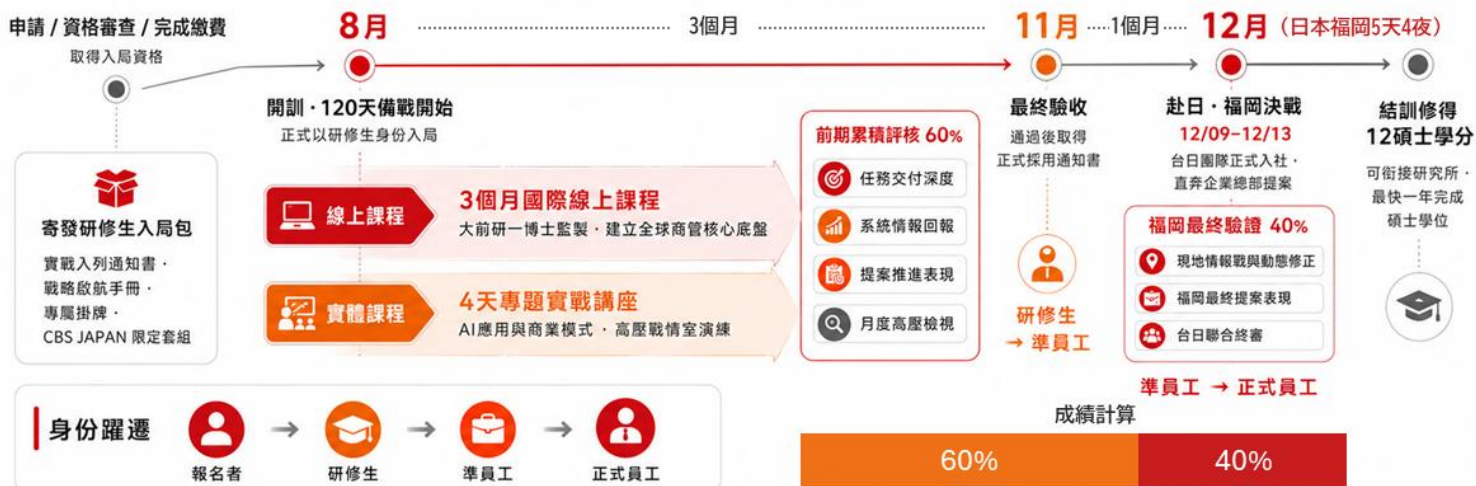 申請 / 資格審查 / 完成繳費
取得入局資格
寄發研修生入局包
實戰入列通知書．
戰略啟航手冊．
專屬掛牌．
CBS JAPAN 限定套組
8月
3個月
11月
1個月
12月（日本福岡5天4夜）
開訓．120天備戰開始
正式以研修生身份入局
線上課程
3個月國際線上課程
大前研一博士監製．建立全球商管核心底盤
實體課程
4天專題實戰講座
AI應用與商業模式 ．高壓戰情室演練
前期累積評核 60%
任務交付深度
系統情報回報
提案推進表現
月度高壓檢視
最終驗收
通過後取得
正式採用通知書
研修生
→ 準員工
赴日．福岡決戰
12/09–12/13
台日團隊正式入社．
直奔企業總部提案
福岡最終驗證 40%
現地情報戰與動態修正
福岡最終提案表現
台日聯合終審
準員工 → 正式員工
結訓修得
12碩士學分
可銜接研究所．
最快一年完成
碩士學位
身份躍遷
報名者
研修生
準員工
正式員工
成績計算
60%
40%